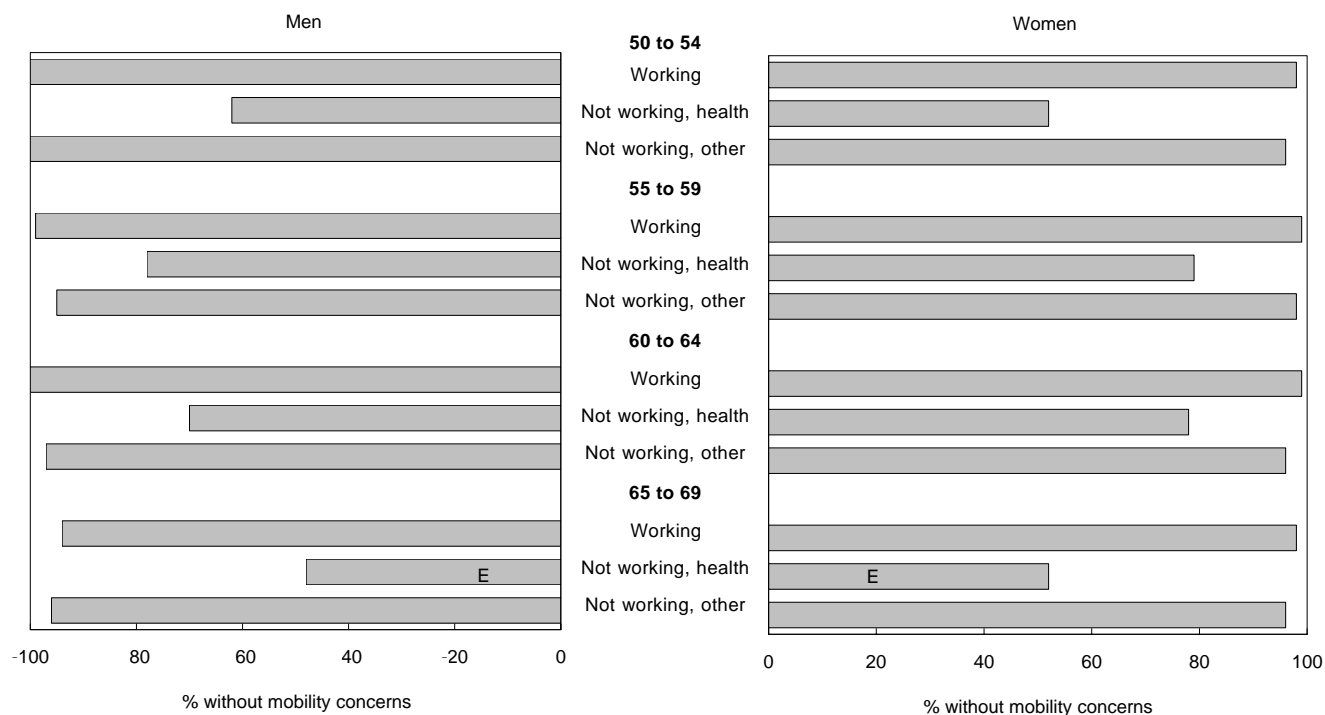 Men
Women
50 to 54
Working
Not working, health
Not working, other
55 to 59
Working
Not working, health
Not working, other
60 to 64
Working
Not working, health
Not working, other
65 to 69
Working
Not working, health
E
E
Not working, other
-100 80 60 40 -20 0
0 20 40 60 80 100
% without mobility concerns
% without mobility concerns